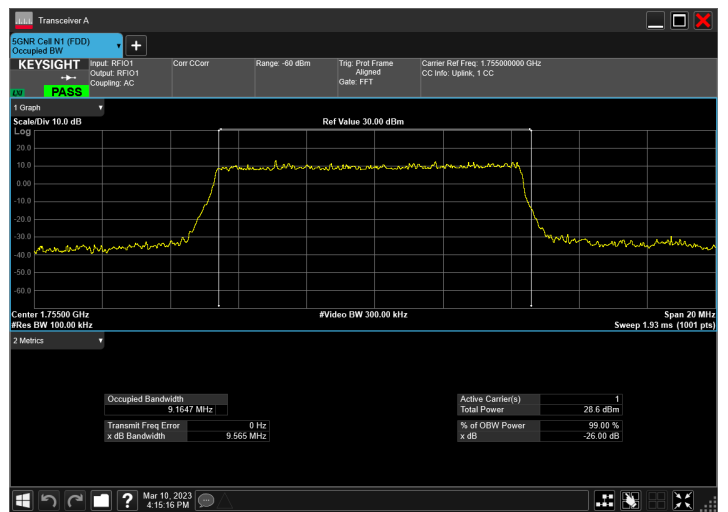 Transceiver A
5GNR Cell N1 (FDD)
Occupied BW
KEYSIGHT
LXI
PASS
Input: RFIO1
Output: RFIO1
Coupling: AC
Corr CCorr
Range: -60 dBm
Trig: Prot Frame
Aligned
Gate: FFT
Carrier Ref Freq: 1.755000000 GHz
CC Info: Uplink, 1 CC
1 Graph
Scale/Div 10.0 dB
Ref Value 30.00 dBm
Log
20.0
10.0
0.00
-10.0
-20.0
-30.0
-40.0
-50.0
-60.0
Center 1.75500 GHz
#Video BW 300.00 kHz
Span 20 MHz
#Res BW 100.00 kHz
Sweep 1.93 ms (1001 pts)
2 Metrics
Occupied Bandwidth
9.1647 MHz
Transmit Freq Error 0 Hz
x dB Bandwidth 9.565 MHz
Active Carrier(s) 1
Total Power 28.6 dBm
% of OBW Power 99.00 %
x dB -26.00 dB
?
Mar 10, 2023
4:15:16 PM